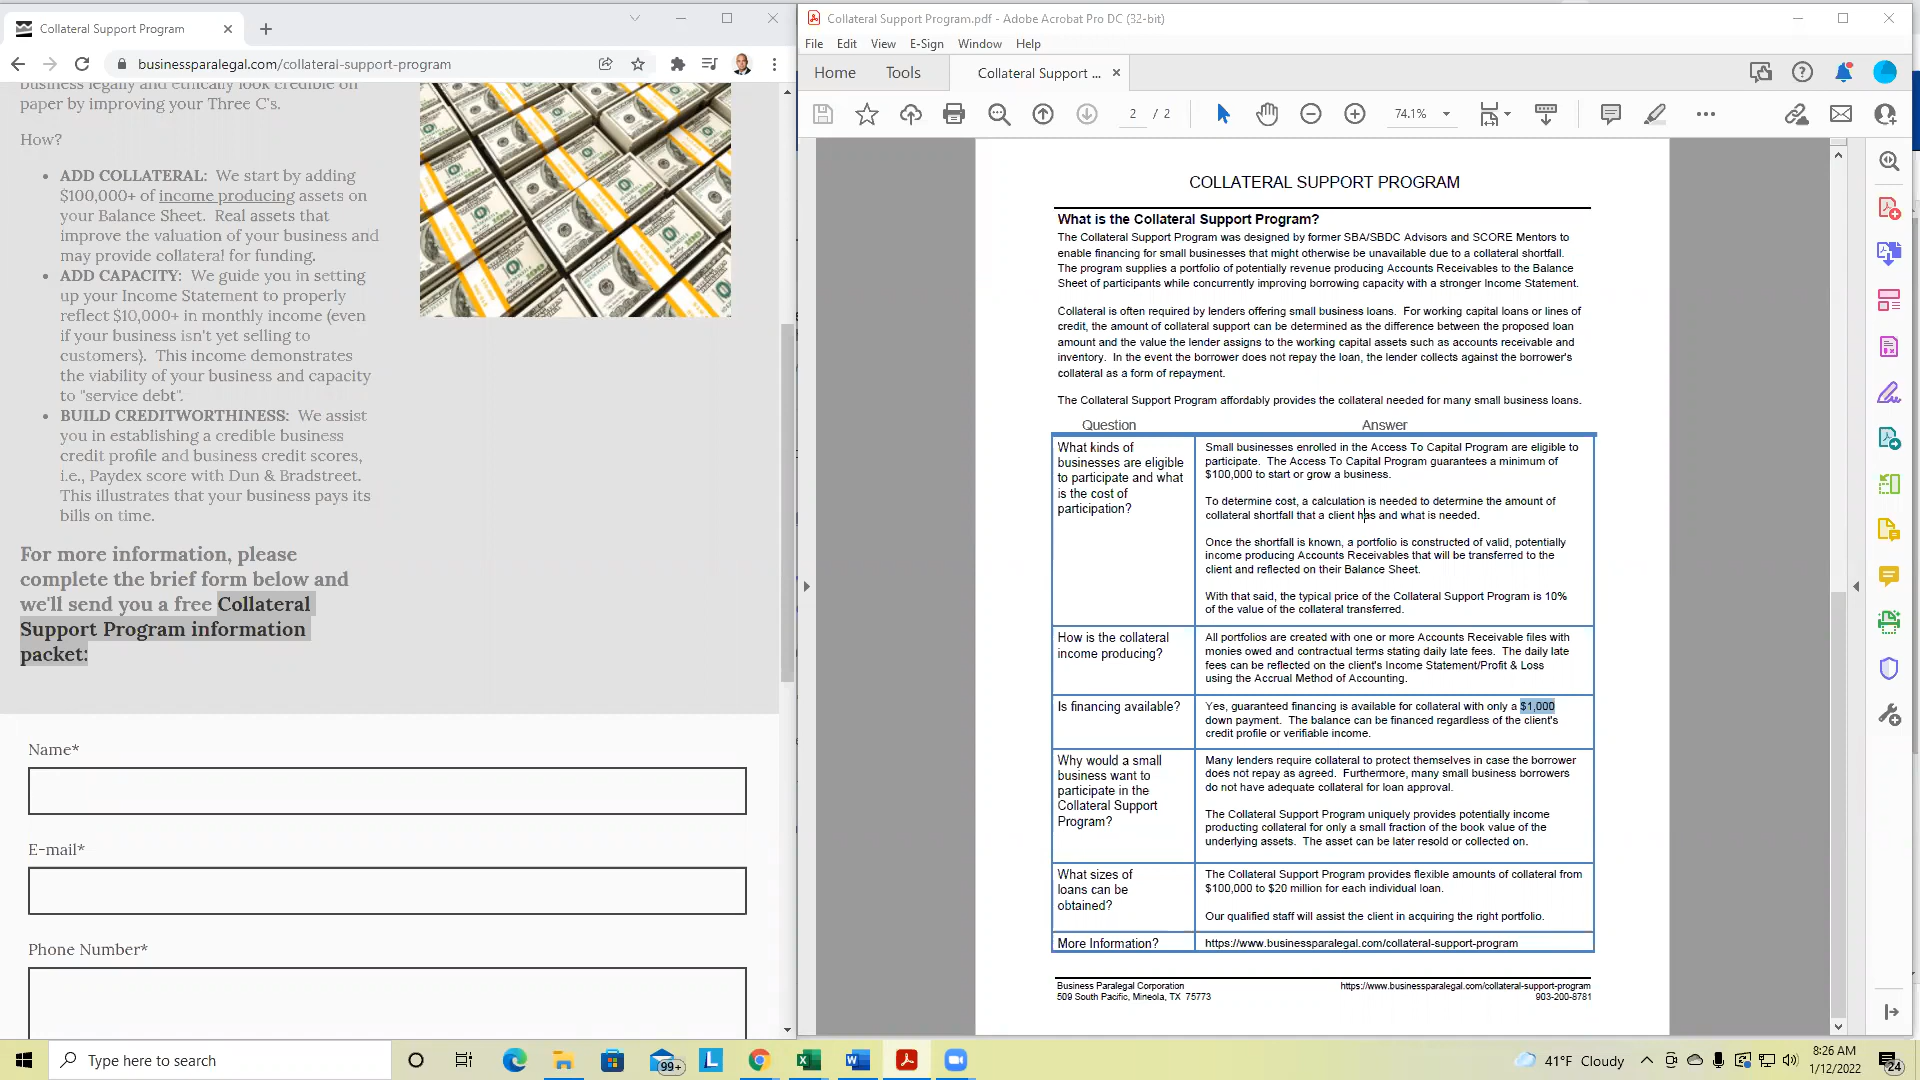 Collateral Support Program
businessparalegal.com/collateral-support-program
business legally and ethically look credible on
paper by improving your Three C's.
How?
ADD COLLATERAL: We start by adding
$100,000+ of income producing assets on
your Balance Sheet. Real assets that
improve the valuation of your business and
may provide collateral for funding.
ADD CAPACITY: We guide you in setting
up your Income Statement to properly
reflect $10,000+ in monthly income (even
if your business isn't yet selling to
customers). This income demonstrates
the viability of your business and capacity
to "service debt".
BUILD CREDITWORTHINESS: We assist
you in establishing a credible business
credit profile and business credit scores,
i.e., Paydex score with Dun & Bradstreet.
This illustrates that your business pays its
bills on time.
For more information, please
complete the brief form below and
we'll send you a free Collateral
Support Program information
packet:
Name*
E-mail*
Phone Number*
Collateral Support Program.pdf - Adobe Acrobat Pro DC (32-bit)
File Edit View E-Sign Window Help
Home Tools Collateral Support ...
2 / 2 74.1%
COLLATERAL SUPPORT PROGRAM
What is the Collateral Support Program?
The Collateral Support Program was designed by former SBA/SBDC Advisors and SCORE Mentors to
enable financing for small businesses that might otherwise be unavailable due to a collateral shortfall.
The program supplies a portfolio of potentially revenue producing Accounts Receivables to the Balance
Sheet of participants while concurrently improving borrowing capacity with a stronger Income Statement.
Collateral is often required by lenders offering small business loans. For working capital loans or lines of
credit, the amount of collateral support can be determined as the difference between the proposed loan
amount and the value the lender assigns to the working capital assets such as accounts receivable and
inventory. In the event the borrower does not repay the loan, the lender collects against the borrower's
collateral as a form of repayment.
The Collateral Support Program affordably provides the collateral needed for many small business loans.
Question Answer
What kinds of
businesses are eligible
to participate and what
is the cost of
participation?
Small businesses enrolled in the Access To Capital Program are eligible to
participate. The Access To Capital Program guarantees a minimum of
$100,000 to start or grow a business.
To determine cost, a calculation is needed to determine the amount of
collateral shortfall that a client has and what is needed.
Once the shortfall is known, a portfolio is constructed of valid, potentially
income producing Accounts Receivables that will be transferred to the
client and reflected on their Balance Sheet.
With that said, the typical price of the Collateral Support Program is 10%
of the value of the collateral transferred.
How is the collateral
income producing?
All portfolios are created with one or more Accounts Receivable files with
monies owed and contractual terms stating daily late fees. The daily late
fees can be reflected on the client's Income Statement/Profit & Loss
using the Accrual Method of Accounting.
Is financing available?
Yes, guaranteed financing is available for collateral with only a $1,000
down payment. The balance can be financed regardless of the client's
credit profile or verifiable income.
Why would a small
business want to
participate in the
Collateral Support
Program?
Many lenders require collateral to protect themselves in case the borrower
does not repay as agreed. Furthermore, many small business borrowers
do not have adequate collateral for loan approval.
The Collateral Support Program uniquely provides potentially income
producting collateral for only a small fraction of the book value of the
underlying assets. The asset can be later resold or collected on.
What sizes of
loans can be
obtained?
The Collateral Support Program provides flexible amounts of collateral from
$100,000 to $20 million for each individual loan.
Our qualified staff will assist the client in acquiring the right portfolio.
More Information?
https://www.businessparalegal.com/collateral-support-program
Business Paralegal Corporation
509 South Pacific, Mineola, TX 75773
https://www.businessparalegal.com/collateral-support-program
903-200-8781
Type here to search
99+
L
41°F Cloudy
8:26 AM
1/12/2022
24